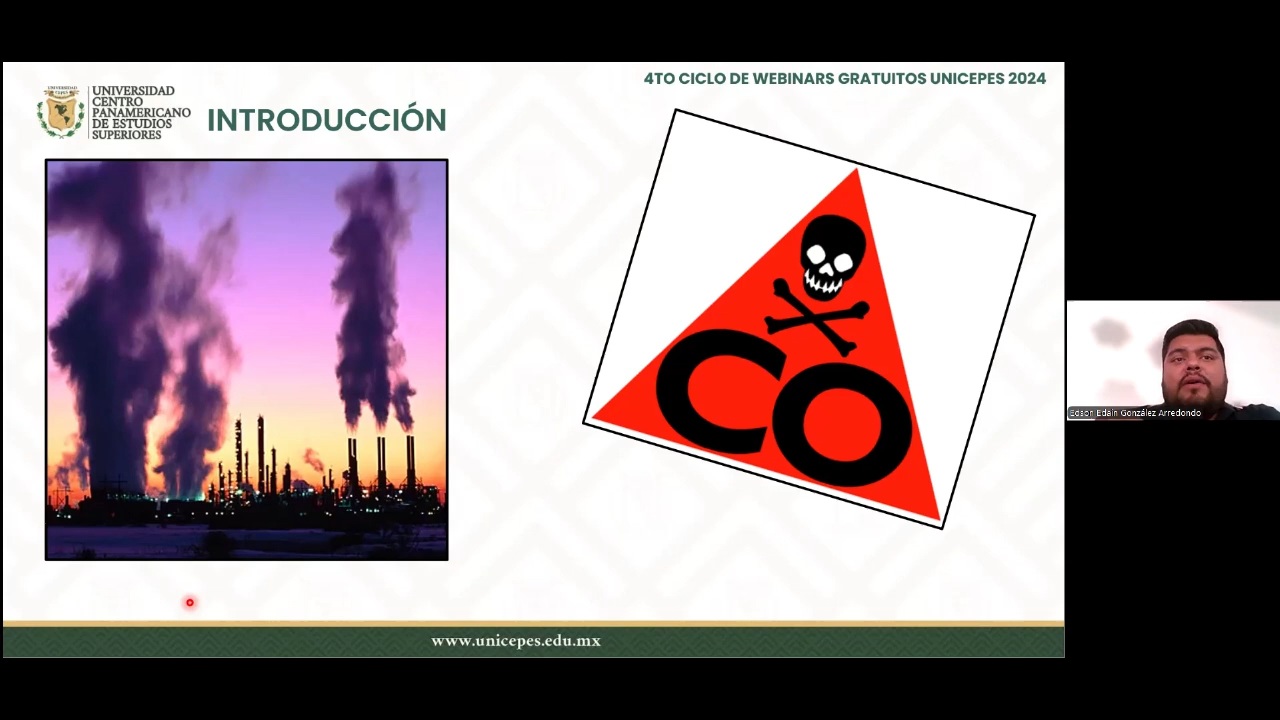 4TO CICLO DE WEBINARS GRATUITOS UNICEPES 2024
UNIVERSIDAD
CENTRO
PANAMERICANO
DE ESTUDIOS
SUPERIORES
INTRODUCCIÓN
CO
Edson Edain González Arredondo
www.unicepes.edu.mx